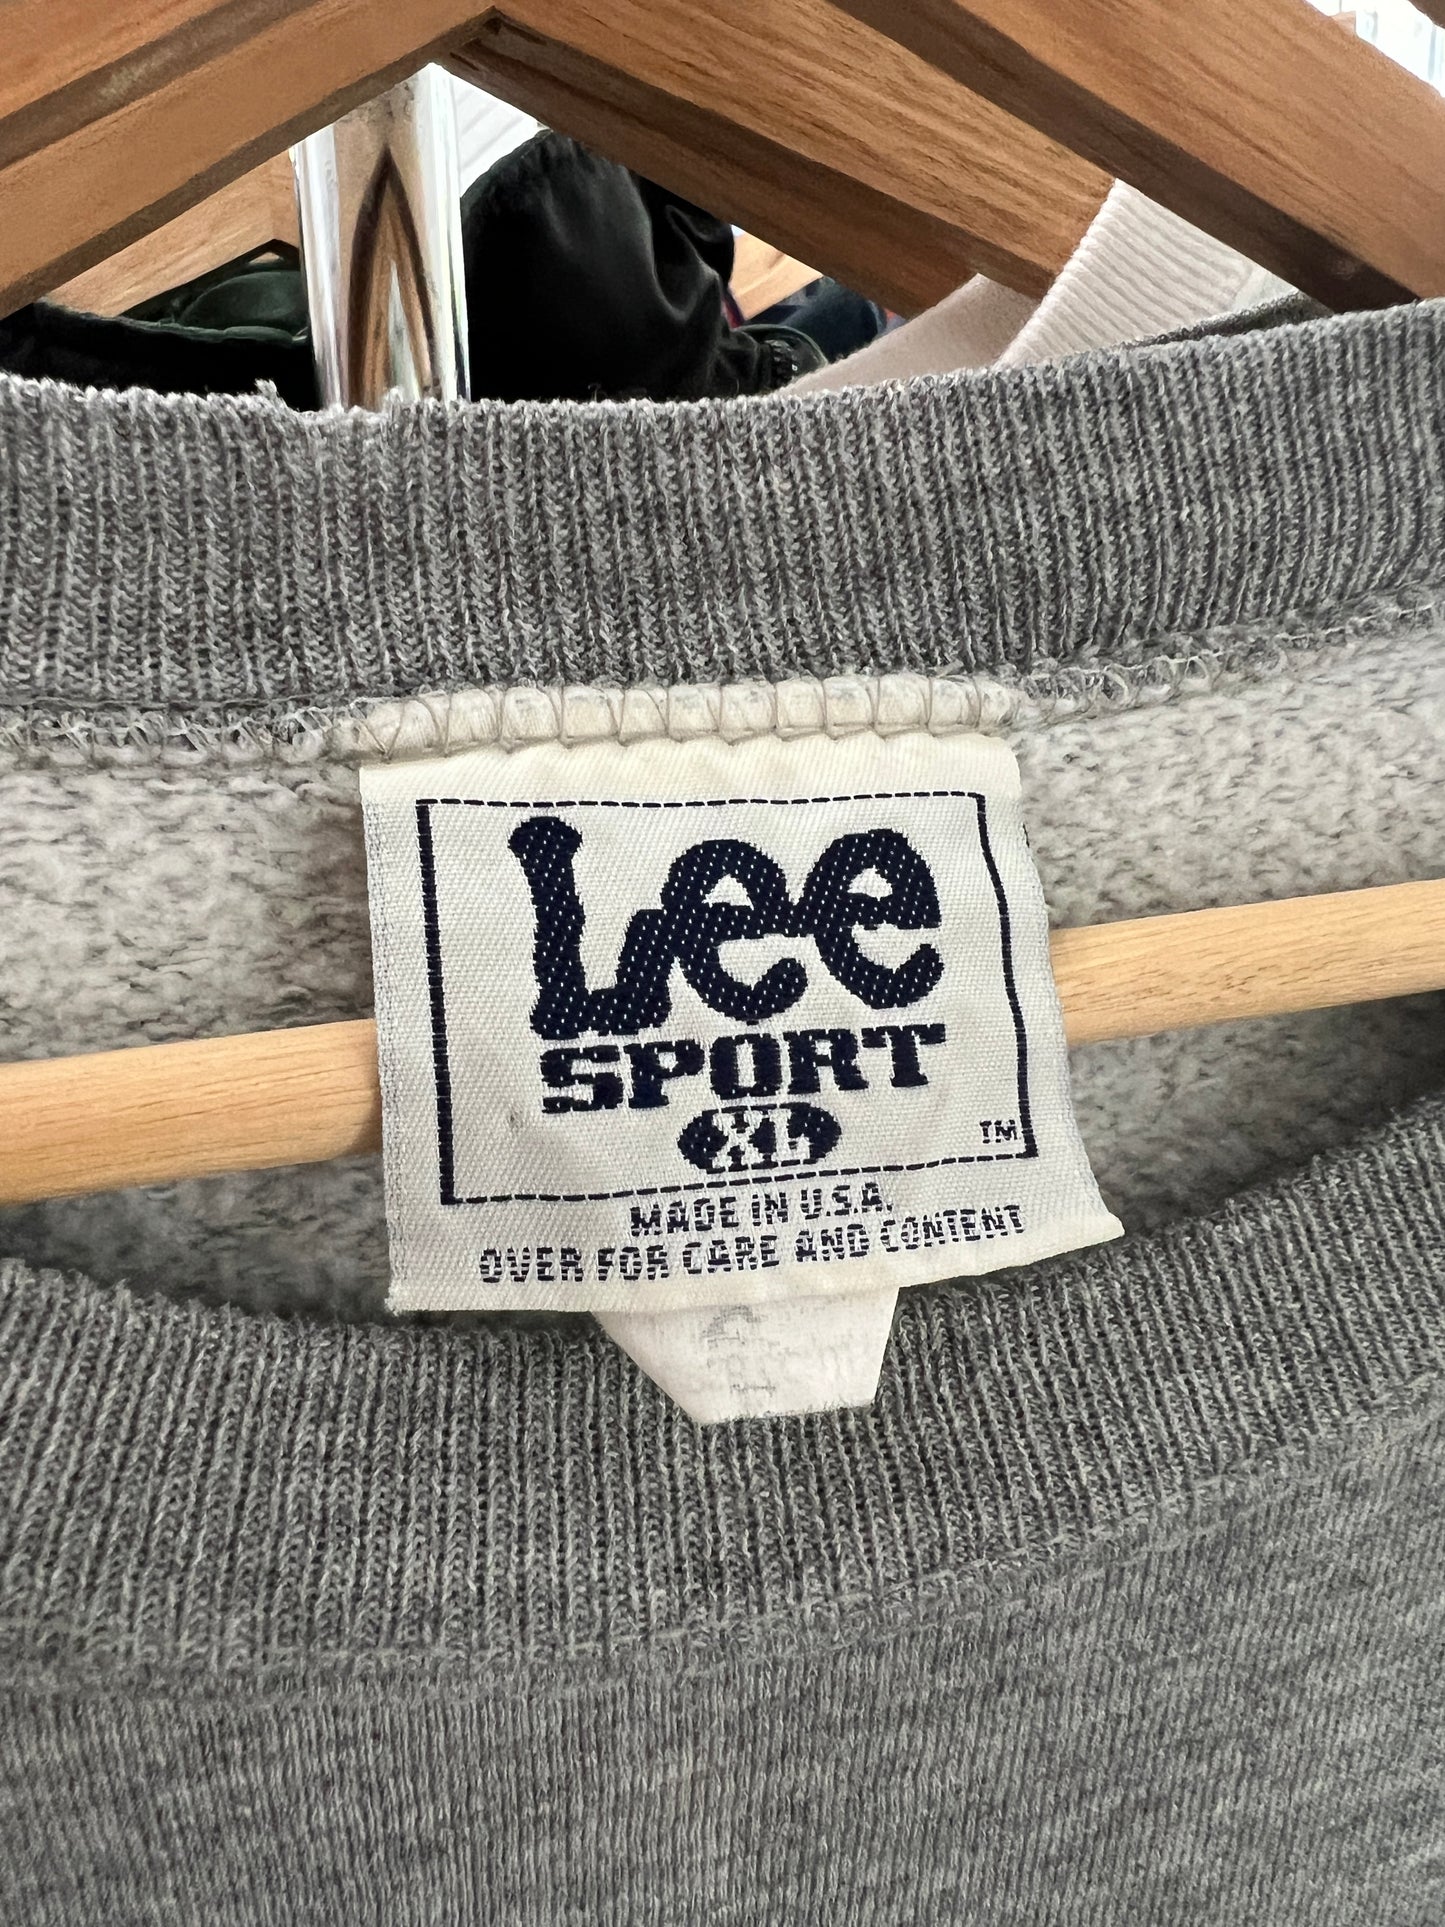 Lee
SPORT
XL
TM
MADE IN U.S.A.
OVER FOR CARE AND CONTENT